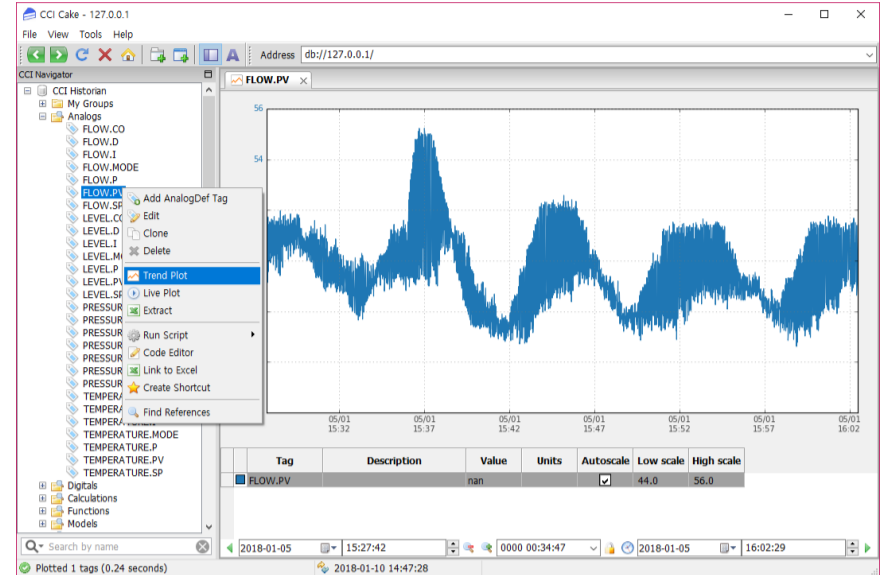 CCI Cake - 127.0.0.1
File View Tools Help
Address db://127.0.0.1/
CCI Navigator
CCI Historian
My Groups
Analogs
FLOW.CO
FLOW.D
FLOW.I
FLOW.MODE
FLOW.P
FLOW.PV
FLOW.SP
LEVEL.CO
LEVEL.D
LEVEL.I
LEVEL.MO
LEVEL.P
LEVEL.PV
LEVEL.SP
PRESSUR
PRESSUR
PRESSUR
PRESSUR
PRESSUR
PRESSUR
PRESSUR
TEMPERA
TEMPERA
TEMPERATURE.MODE
TEMPERATURE.P
TEMPERATURE.PV
TEMPERATURE.SP
Digitals
Calculations
Functions
Models
Search by name
Add AnalogDef Tag
Edit
Clone
Delete
Trend Plot
Live Plot
Extract
Run Script
Code Editor
Link to Excel
Create Shortcut
Find References
FLOW.PV
56
54
05/01 05/01 05/01 05/01 05/01 05/01 05/01
15:32 15:37 15:42 15:47 15:52 15:57 16:02
Tag Description Value Units Autoscale Low scale High scale
FLOW.PV nan 44.0 56.0
2018-01-05 15:27:42 0000 00:34:47 2018-01-05 16:02:29
Plotted 1 tags (0.24 seconds) 2018-01-10 14:47:28